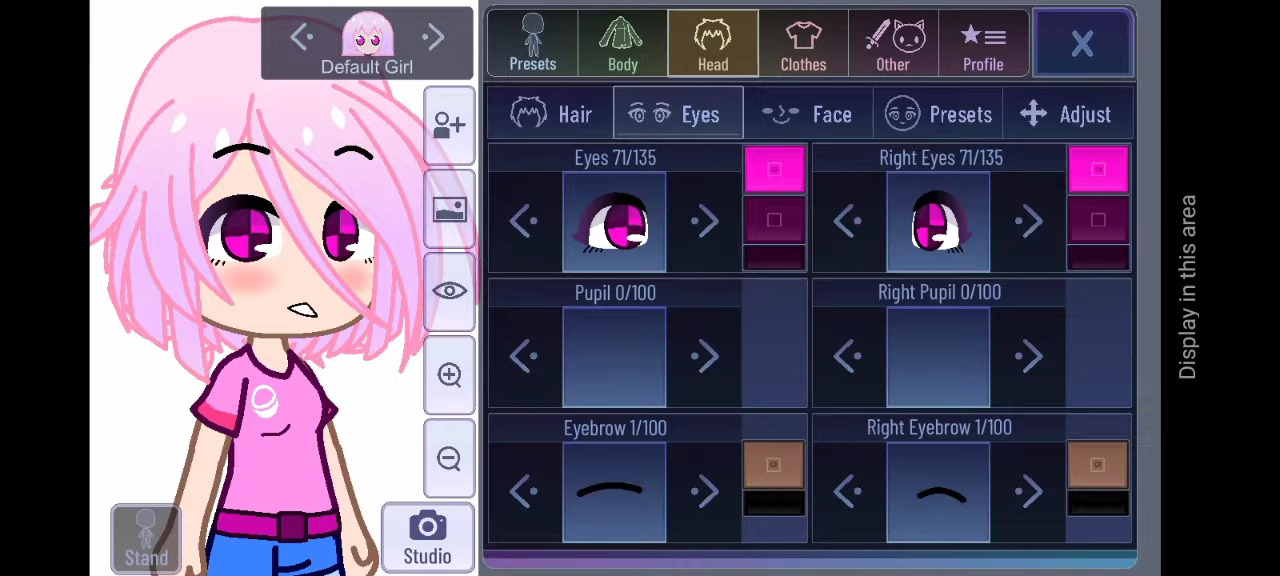 Default Girl
Presets
Body
Head
Clothes
Other
Profile
X
Hair
Eyes
Face
Presets
Adjust
Eyes 71/135
Right Eyes 71/135
Pupil 0/100
Right Pupil 0/100
Eyebrow 1/100
Right Eyebrow 1/100
Stand
Studio
Display in this area